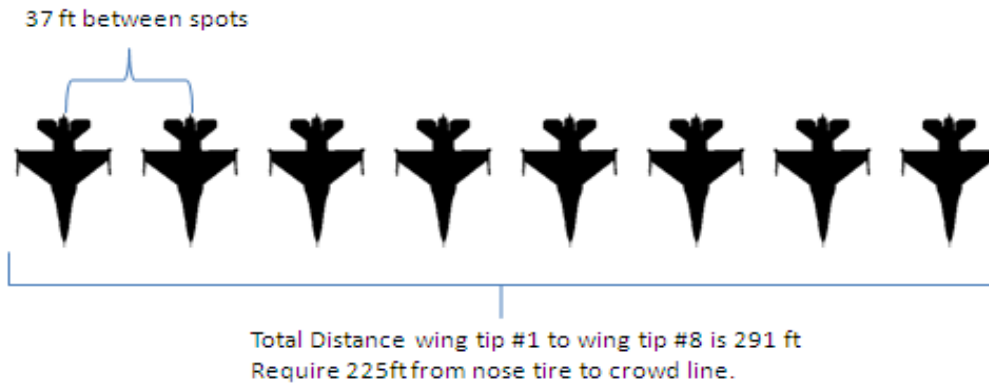 37 ft between spots
Total Distance wing tip #1 to wing tip #8 is 291 ft
Require 225ft from nose tire to crowd line.